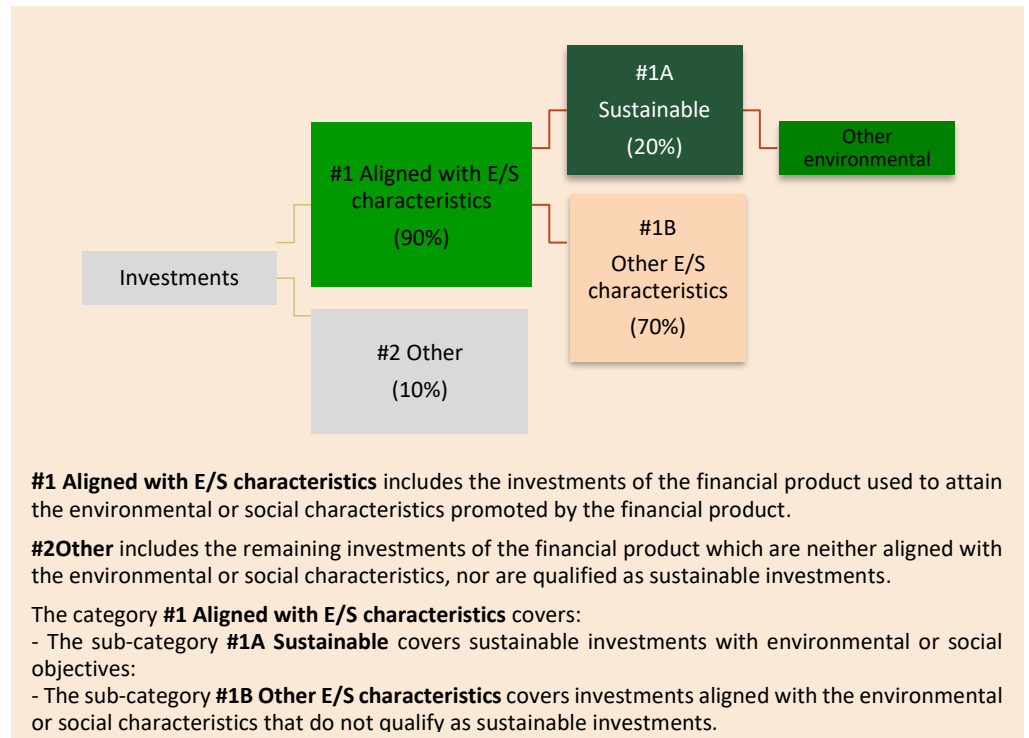 #1A
Sustainable
(20%)
Other
environmental
#1 Aligned with E/S
characteristics
(90%)
#1B
Other E/S
characteristics
(70%)
Investments
#2 Other
(10%)
#1 Aligned with E/S characteristics includes the investments of the financial product used to attain
the environmental or social characteristics promoted by the financial product.
#2Other includes the remaining investments of the financial product which are neither aligned with
the environmental or social characteristics, nor are qualified as sustainable investments.
The category #1 Aligned with E/S characteristics covers:
- The sub-category #1A Sustainable covers sustainable investments with environmental or social
objectives:
- The sub-category #1B Other E/S characteristics covers investments aligned with the environmental
or social characteristics that do not qualify as sustainable investments.